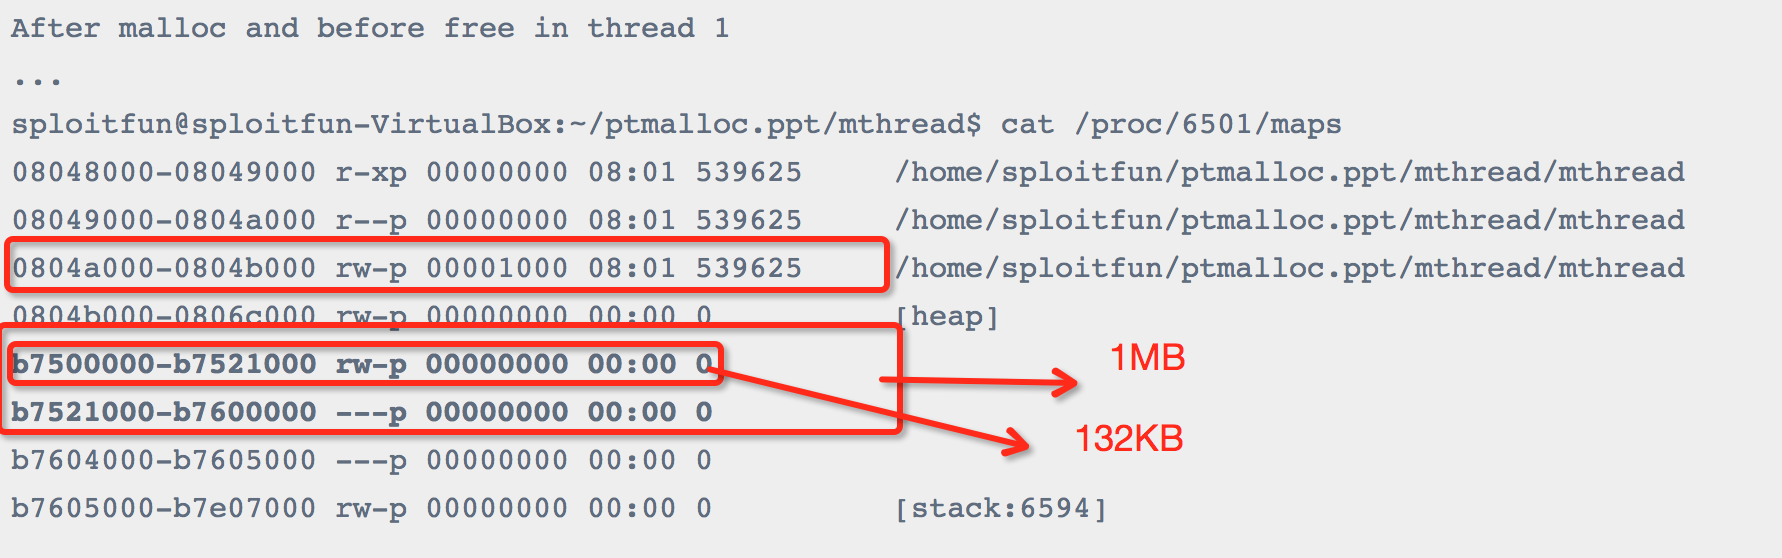 After malloc and before free in thread 1
...
sploitfun@sploitfun-VirtualBox:~/ptmalloc.ppt/mthread$ cat /proc/6501/maps
08048000-08049000 r-xp 00000000 08:01 539625 /home/sploitfun/ptmalloc.ppt/mthread/mthread
08049000-0804a000 r--p 00000000 08:01 539625 /home/sploitfun/ptmalloc.ppt/mthread/mthread
0804a000-0804b000 rw-p 00001000 08:01 539625 /home/sploitfun/ptmalloc.ppt/mthread/mthread
0804b000-0806c000 rw-p 00000000 00:00 0 [heap]
b7500000-b7521000 rw-p 00000000 00:00 0
1MB
b7521000-b7600000 ---p 00000000 00:00 0
132KB
b7604000-b7605000 ---p 00000000 00:00 0
b7605000-b7e07000 rw-p 00000000 00:00 0 [stack:6594]